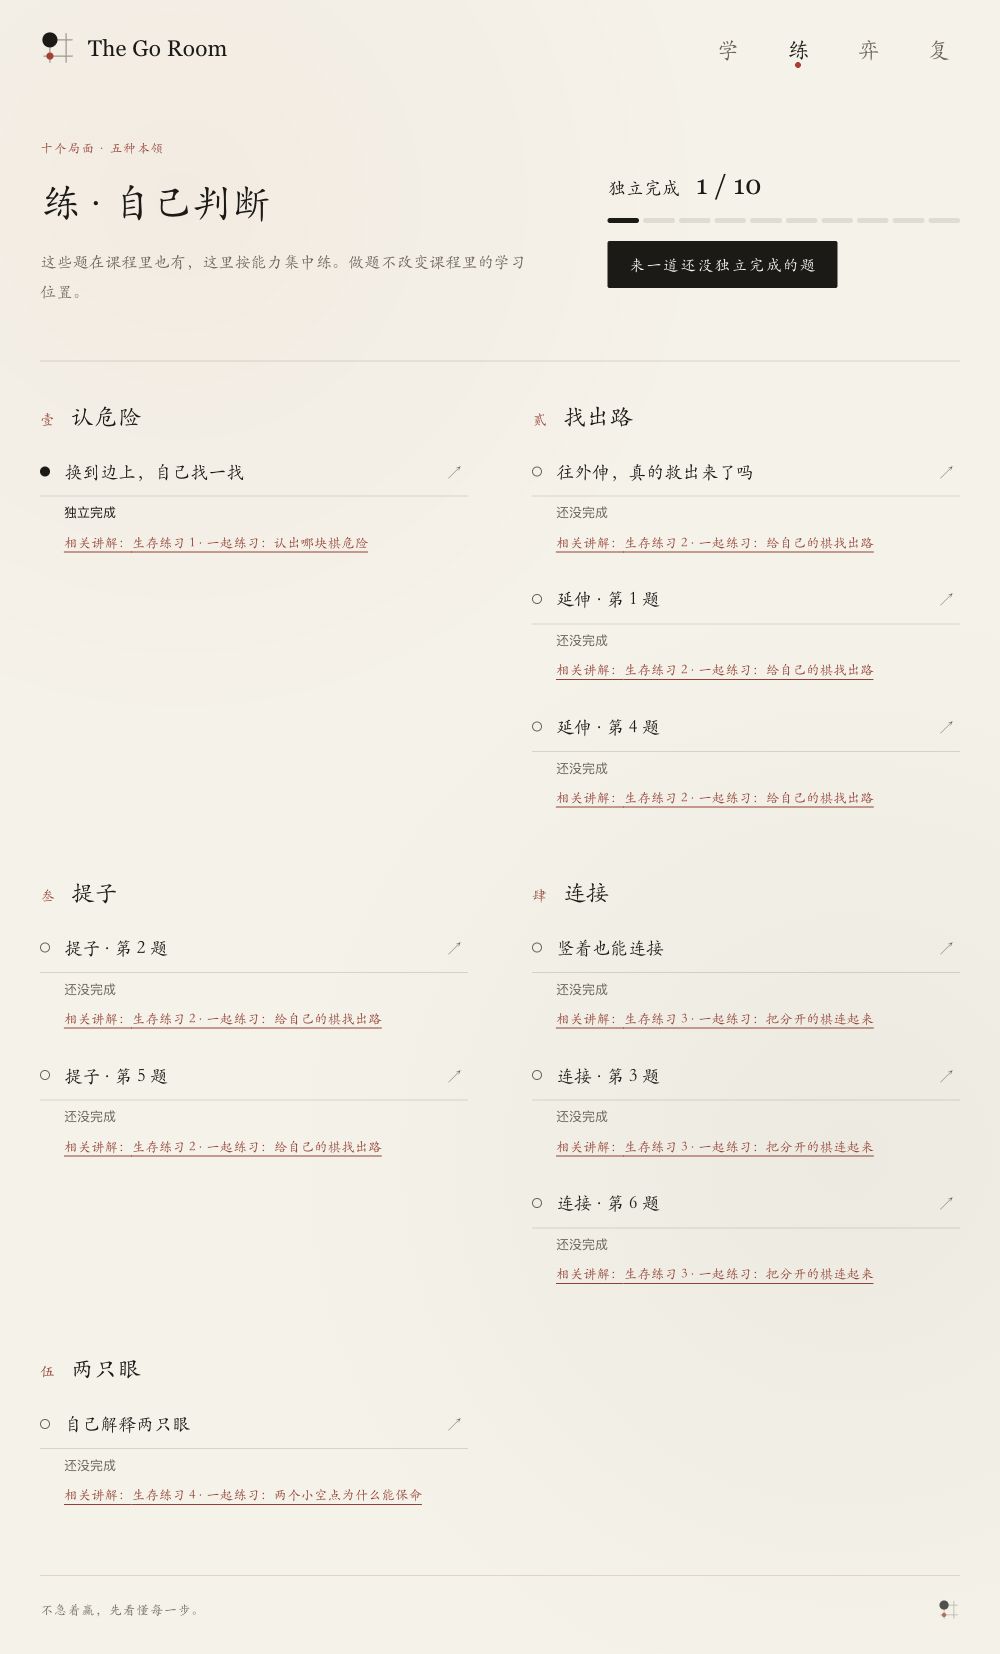 The Go Room
学 练 弈 复
十个局面 · 五种本领
练 · 自己判断
这些题在课程里也有，这里按能力集中练。做题不改变课程里的学习
位置。
独立完成 1 / 10
来一道还没独立完成的题
壹 认危险
换到边上，自己找一找 ↗
独立完成
相关讲解：生存练习 1 · 一起练习：认出哪块棋危险
贰 找出路
往外伸，真的救出来了吗 ↗
还没完成
相关讲解：生存练习 2 · 一起练习：给自己的棋找出路
延伸 · 第 1 题 ↗
还没完成
相关讲解：生存练习 2 · 一起练习：给自己的棋找出路
延伸 · 第 4 题 ↗
还没完成
相关讲解：生存练习 2 · 一起练习：给自己的棋找出路
叁 提子
提子 · 第 2 题 ↗
还没完成
相关讲解：生存练习 2 · 一起练习：给自己的棋找出路
提子 · 第 5 题 ↗
还没完成
相关讲解：生存练习 2 · 一起练习：给自己的棋找出路
肆 连接
竖着也能连接 ↗
还没完成
相关讲解：生存练习 3 · 一起练习：把分开的棋连起来
连接 · 第 3 题 ↗
还没完成
相关讲解：生存练习 3 · 一起练习：把分开的棋连起来
连接 · 第 6 题 ↗
还没完成
相关讲解：生存练习 3 · 一起练习：把分开的棋连起来
伍 两只眼
自己解释两只眼 ↗
还没完成
相关讲解：生存练习 4 · 一起练习：两个小空点为什么能保命
不急着赢，先看懂每一步。